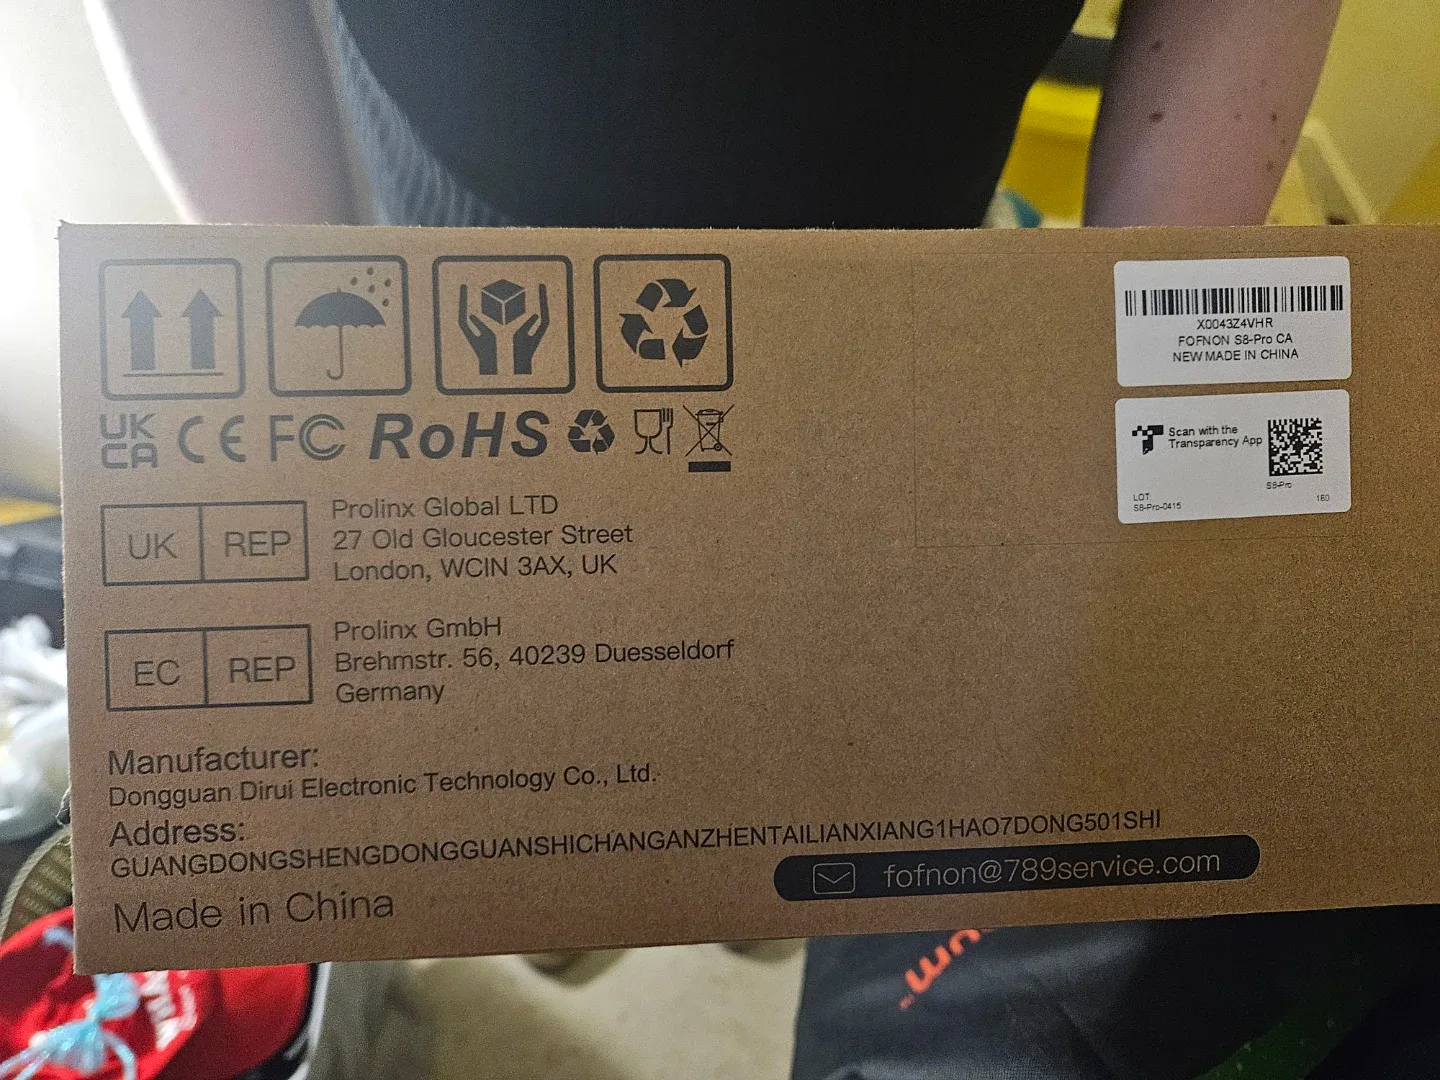 UK
CA CE FC RoHS
UK REP
Prolinx Global LTD
27 Old Gloucester Street
London, WCIN 3AX, UK
EC REP
Prolinx GmbH
Brehmstr. 56, 40239 Duesseldorf
Germany
Manufacturer:
Dongguan Dirui Electronic Technology Co., Ltd.
Address:
GUANGDONGSHENGDONGGUANSHICHANGANZHENTAILIANXIANG1HAO7DONG501SHI
Made in China
fofnon@789service.com
X0043Z4VHR
FOFNON S8-Pro CA
NEW MADE IN CHINA
Scan with the
Transparency App
S8-Pro
LOT:
S8-Pro-0415
160